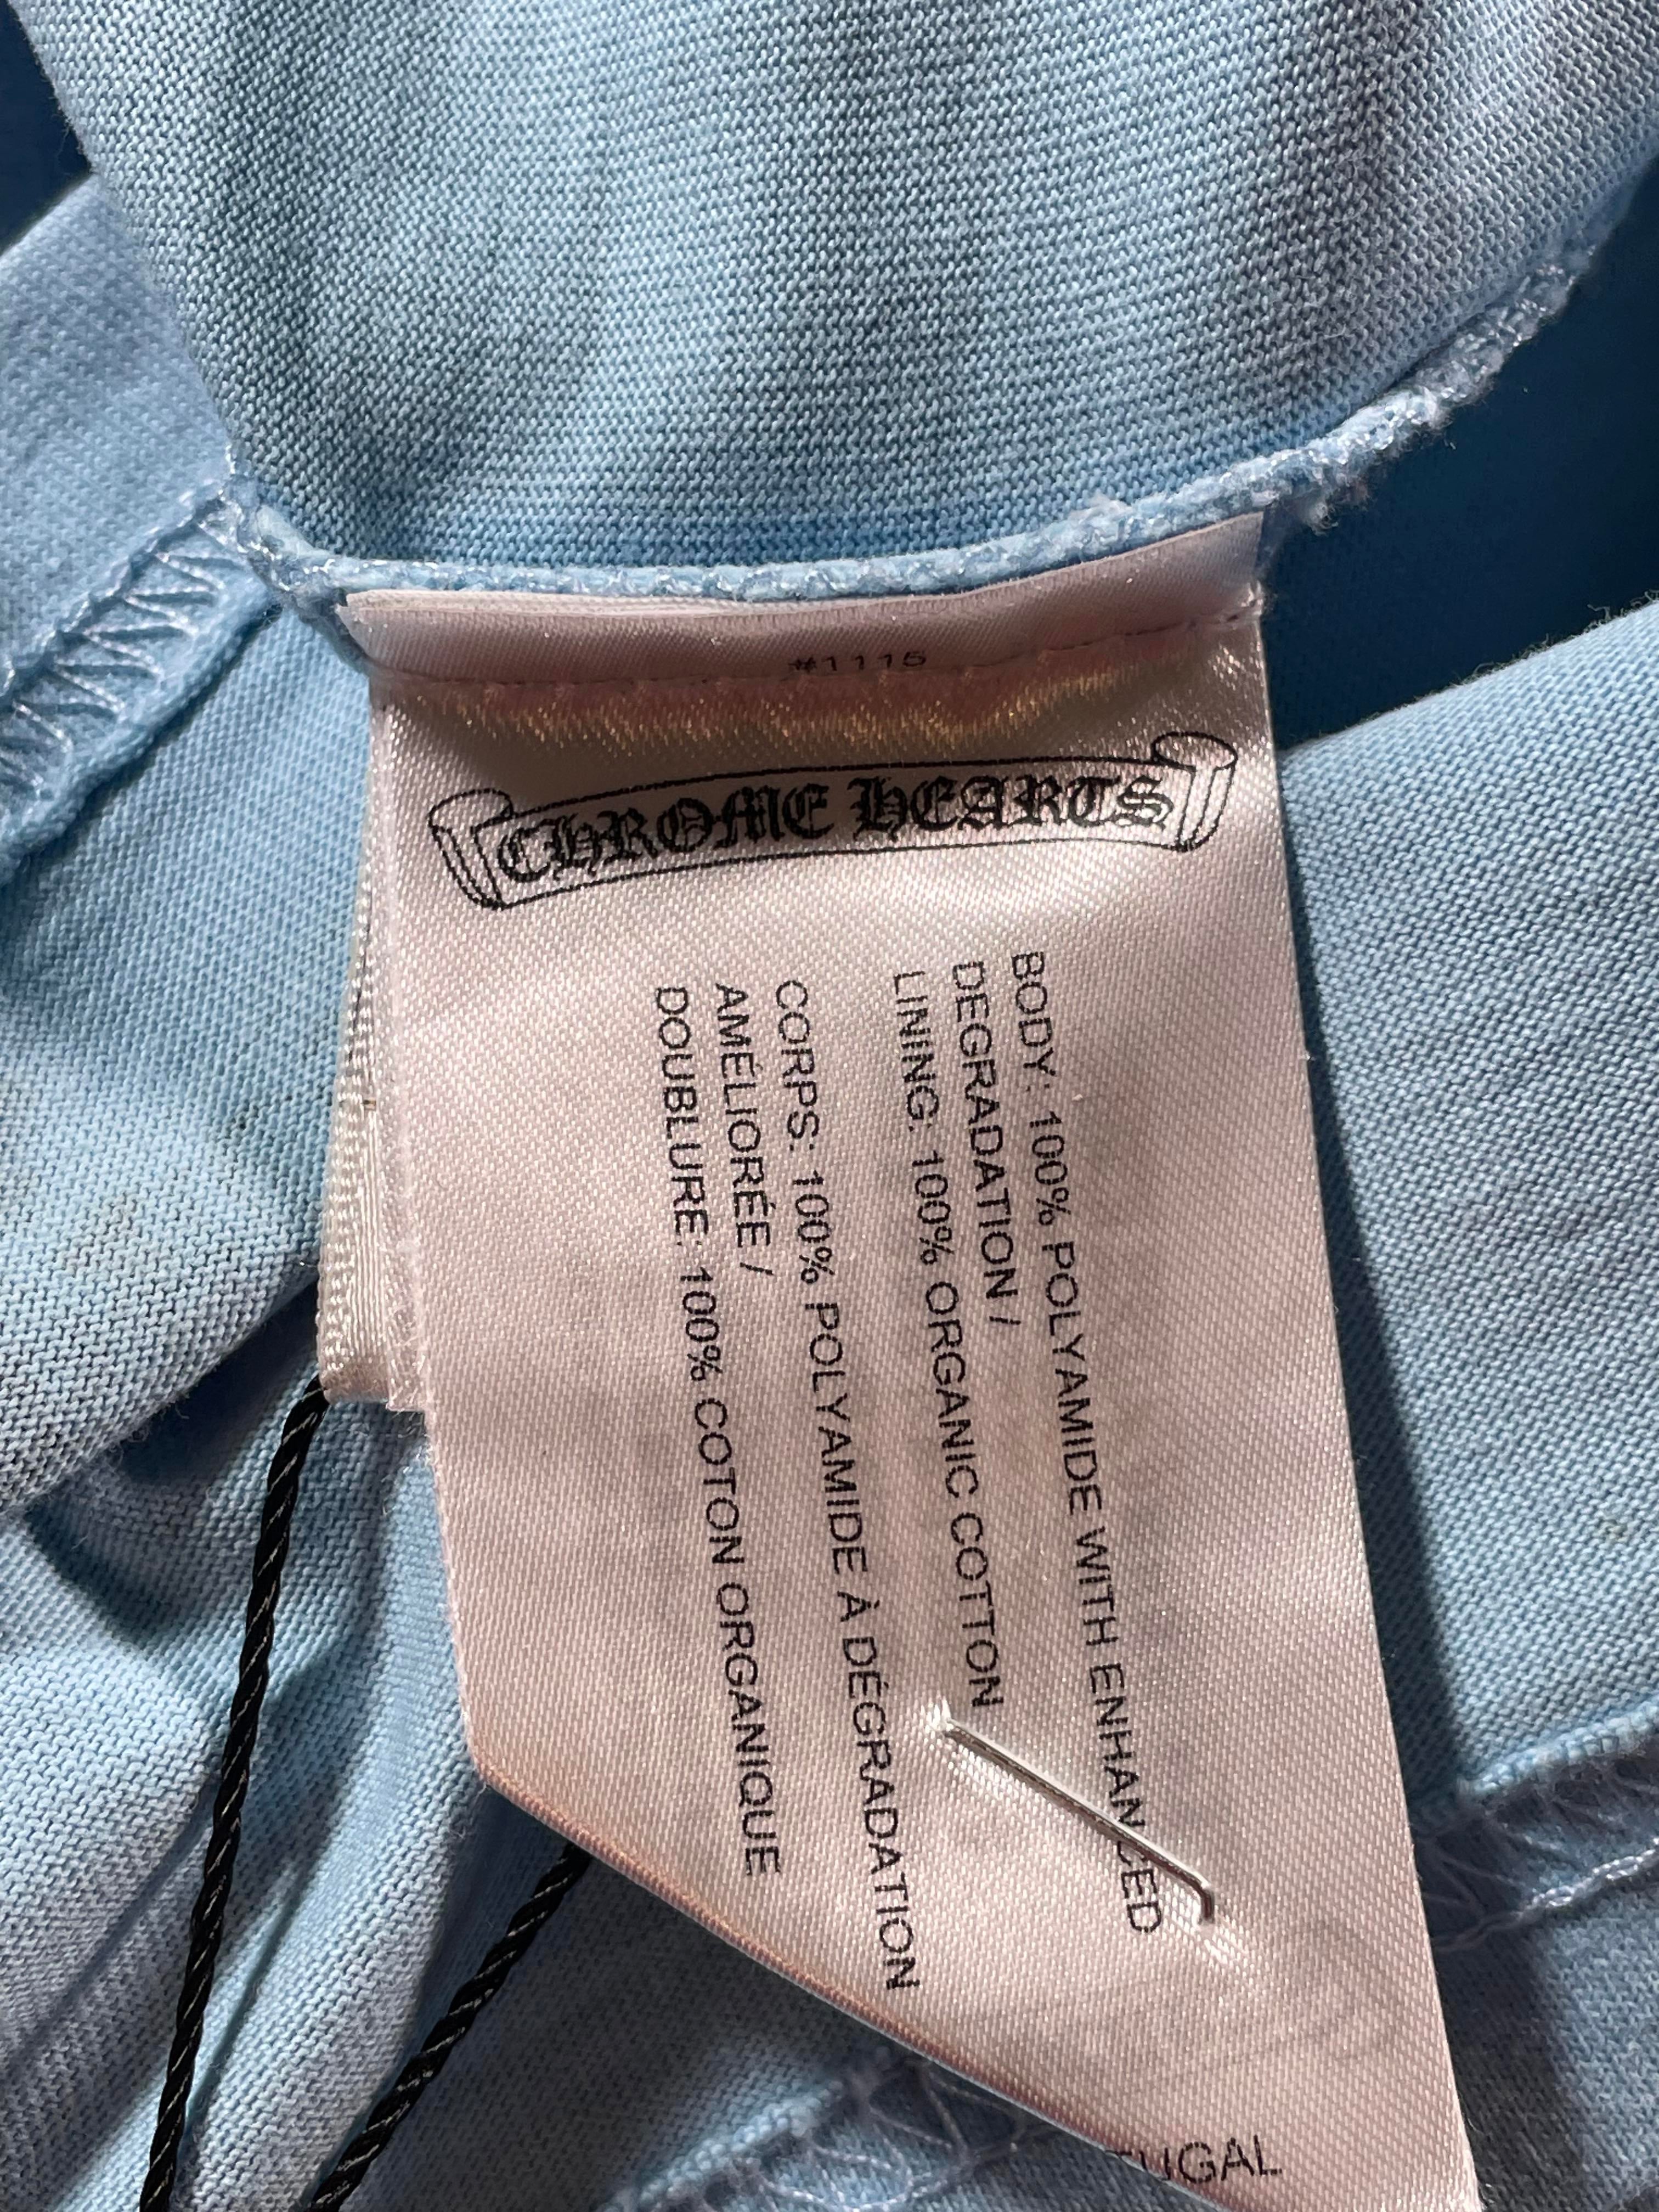 #1115
CHROME HEARTS
BODY: 100% POLYAMIDE WITH ENHANCED
DEGRADATION /
LINING: 100% ORGANIC COTTON
CORPS: 100% POLYAMIDE À DÉGRADATION
AMÉLIORÉE /
DOUBLURE: 100% COTON ORGANIQUE
TUGAL